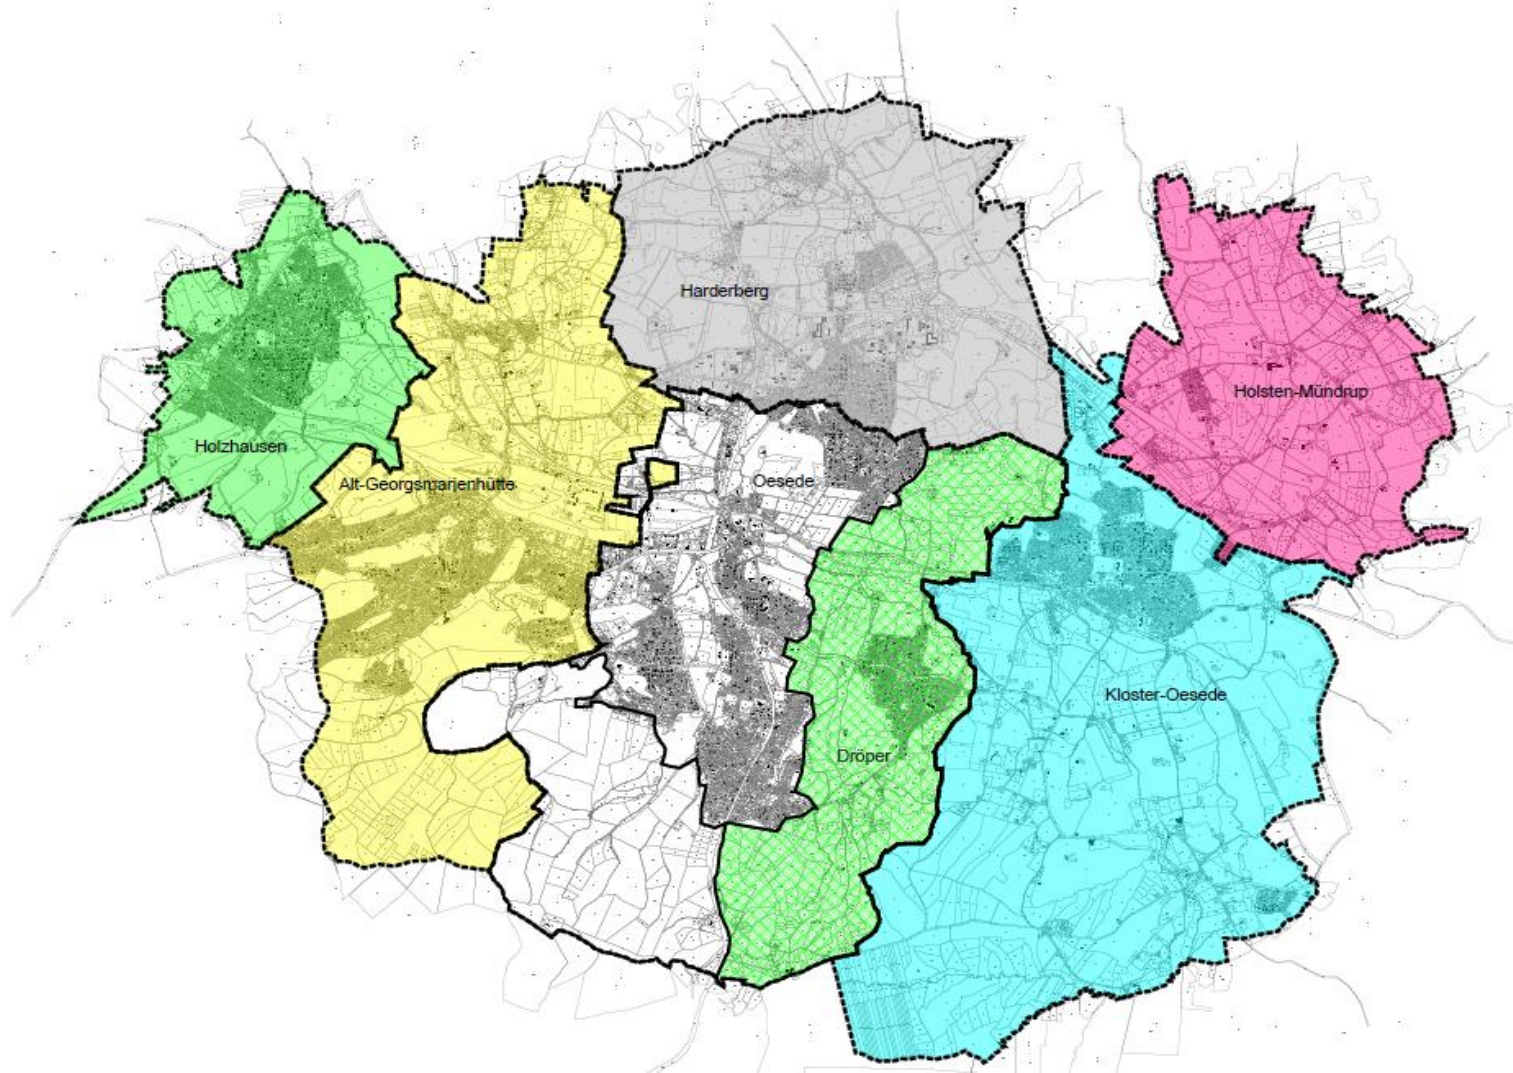 Harderberg
Holsten-Mündrup
Holzhausen
Alt-Georgsmarienhütte
Oesede
Kloster-Oesede
Dröper